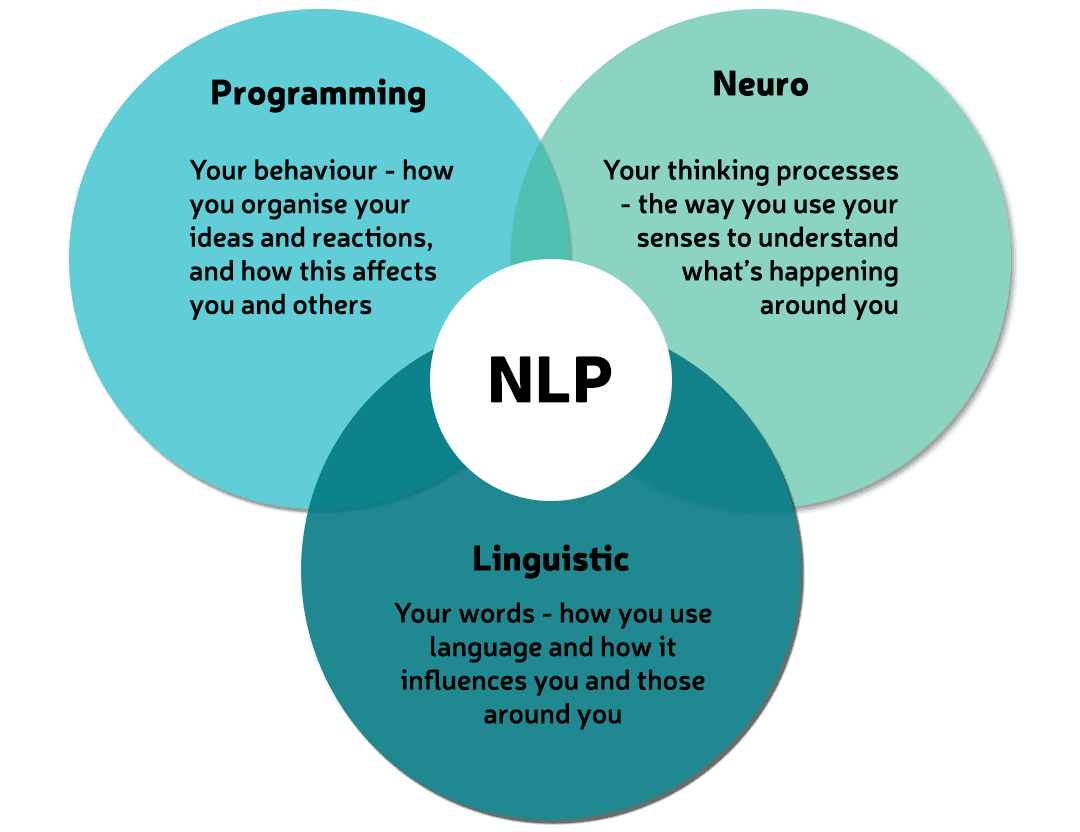 Programming
Your behaviour - how
you organise your
ideas and reactions,
and how this affects
you and others
Neuro
Your thinking processes
- the way you use your
senses to understand
what's happening
around you
NLP
Linguistic
Your words - how you use
language and how it
influences you and those
around you